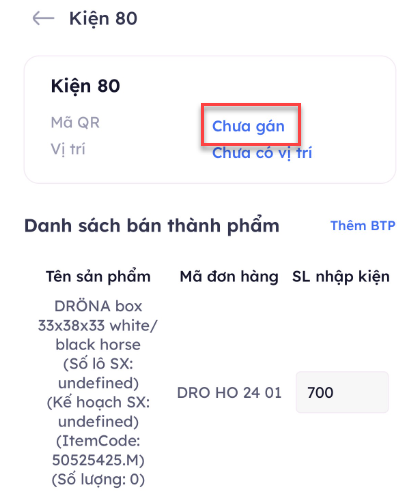 Kiện 80
Kiện 80
Mã QR Chưa gán
Vị trí Chưa có vị trí
Danh sách bán thành phẩm Thêm BTP
Tên sản phẩm Mã đơn hàng SL nhập kiện
DRÖNA box
33x38x33 white/
black horse
(Số lô SX:
undefined)
(Kế hoạch SX:
undefined)
(ItemCode:
50525425.M)
(Số lượng: 0)
DRO HO 24 01 700